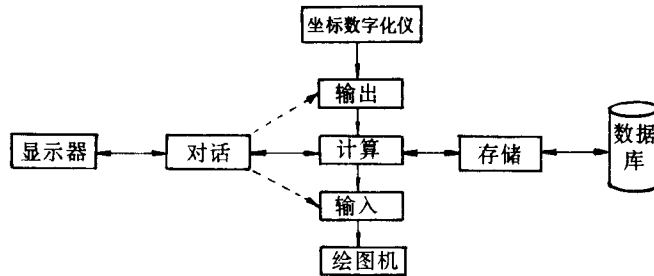 坐标数字化仪
输出
显示器
对话
计算
存储
数据
库
输入
绘图机